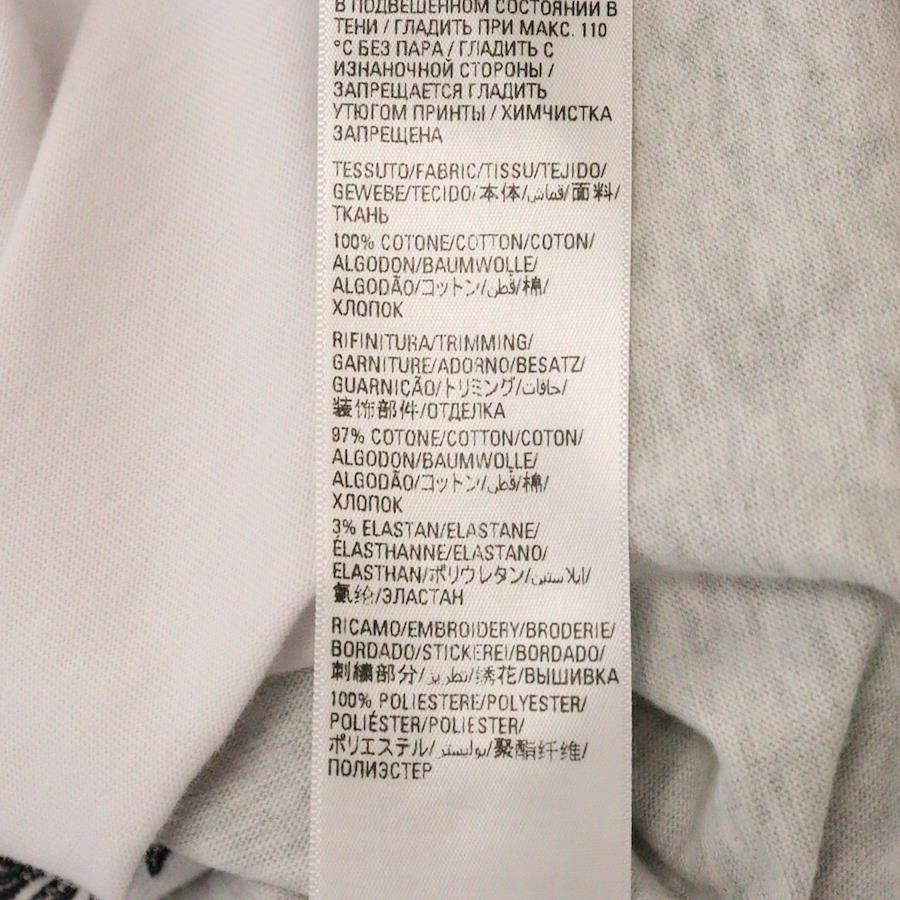 В ПОДВЕШЕННОМ СОСТОЯНИИ В
ТЕНИ / ГЛАДИТЬ ПРИ МАКС. 110
°C БЕЗ ПАРА / ГЛАДИТЬ С
ИЗНАНОЧНОЙ СТОРОНЫ /
ЗАПРЕЩАЕТСЯ ГЛАДИТЬ
УТЮГОМ ПРИНТЫ / ХИМЧИСТКА
ЗАПРЕЩЕНА
TESSUTO/FABRIC/TISSU/TEJIDO/
GEWEBE/TECIDO/本体/قماش/面料/
ТКАНЬ
100% COTONE/COTTON/COTON/
ALGODON/BAUMWOLLE/
ALGODÃO/コットン/قطن/棉/
ХЛОПОК
RIFINITURA/TRIMMING/
GARNITURE/ADORNO/BESATZ/
GUARNIÇÃO/トリミング/حافات/
装饰部件/ОТДЕЛКА
97% COTONE/COTTON/COTON/
ALGODON/BAUMWOLLE/
ALGODÃO/コットン/قطن/棉/
ХЛОПОК
3% ELASTAN/ELASTANE/
ÉLASTHANNE/ELASTANO/
ELASTHAN/ポリウレタン/ايلاستين/
氨纶/ЭЛАСТАН
RICAMO/EMBROIDERY/BRODERIE/
BORDADO/STICKEREI/BORDADO/
刺繍部分/تطريز/绣花/ВЫШИВКА
100% POLIESTERE/POLYESTER/
POLIÉSTER/POLIESTER/
ポリエステル/بوليستر/聚酯纤维/
ПОЛИЭСТЕР